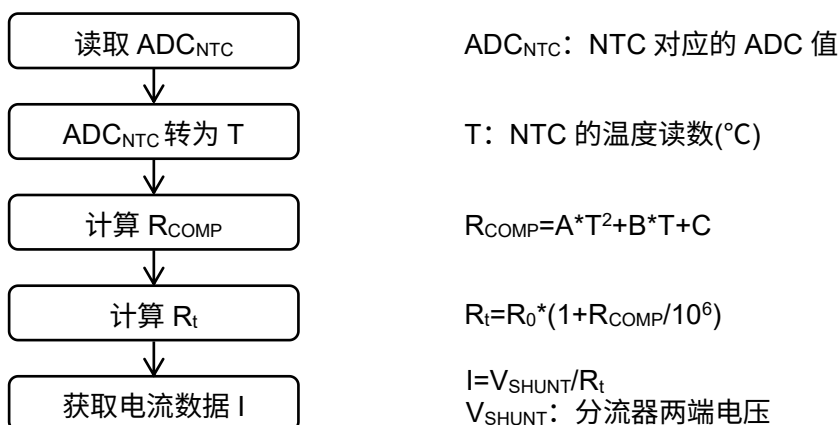 读取 ADCNTC
ADCNTC：NTC 对应的 ADC 值
ADCNTC 转为 T
T：NTC 的温度读数(℃)
计算 RCOMP
RCOMP=A*T²+B*T+C
计算 Rt
Rt=R0*(1+RCOMP/10⁶)
获取电流数据 I
I=VSHUNT/Rt
VSHUNT：分流器两端电压